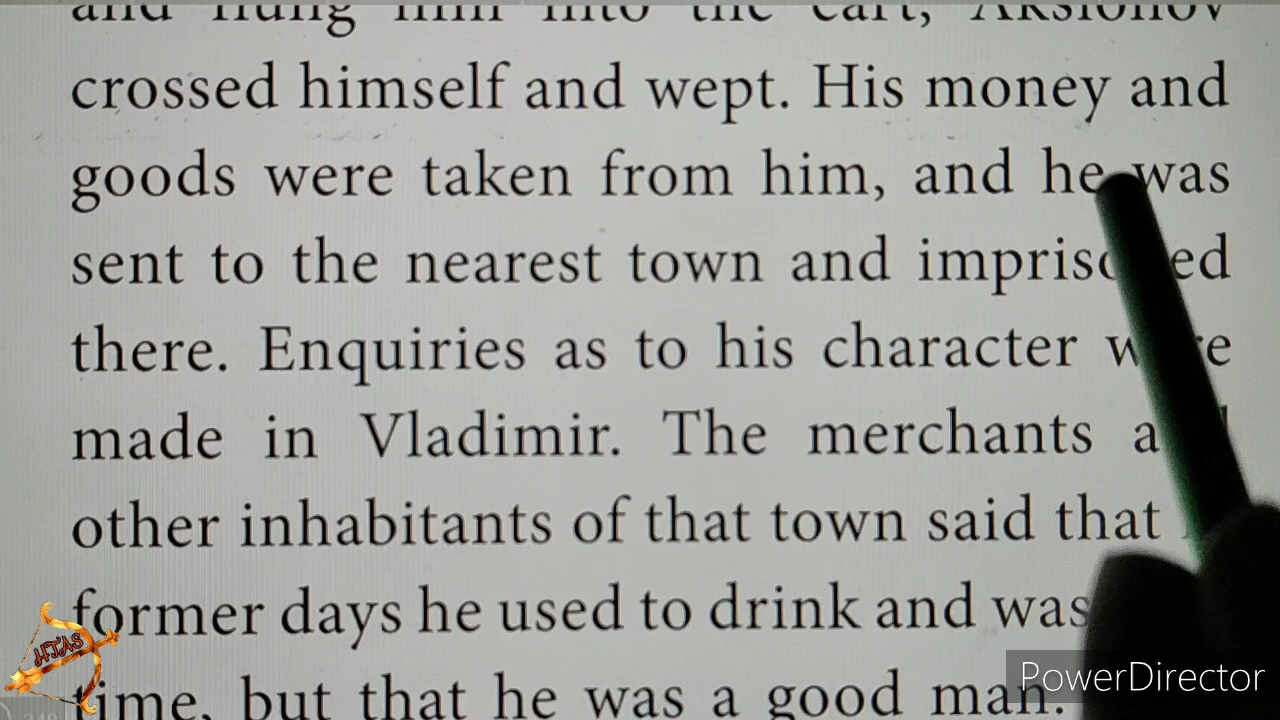 and flung him into the cart, Aksionov
crossed himself and wept. His money and
goods were taken from him, and he was
sent to the nearest town and
there. Enquiries as to his character
made in Vladimir. The merchants
other inhabitants of that town said that
former days he used to drink and was
time, but that he was a good man.
HTAS
PowerDirector